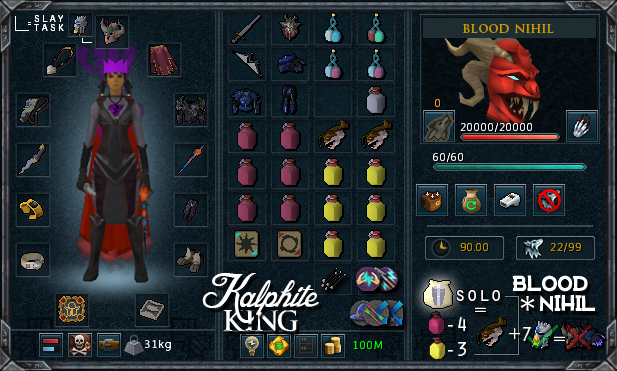 SLAY
= TASK
BLOOD NIHIL
0
20000/20000
60/60
90.00
22/99
Kalphite
KING
31kg
100M
SOLO
=
-4
-3
+7
=
BLOOD
* NIHIL